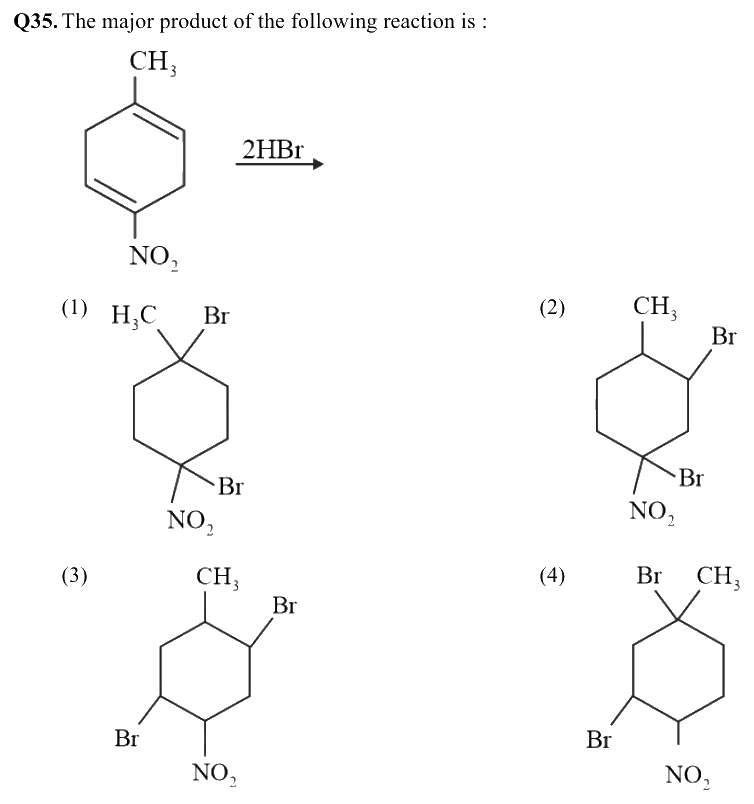 Q35. The major product of the following reaction is :
CH₃
2HBr
NO₂
(1) H₃C Br
Br
NO₂
(2) CH₃
Br
Br
NO₂
(3) CH₃
Br
Br
NO₂
(4) Br CH₃
Br
NO₂